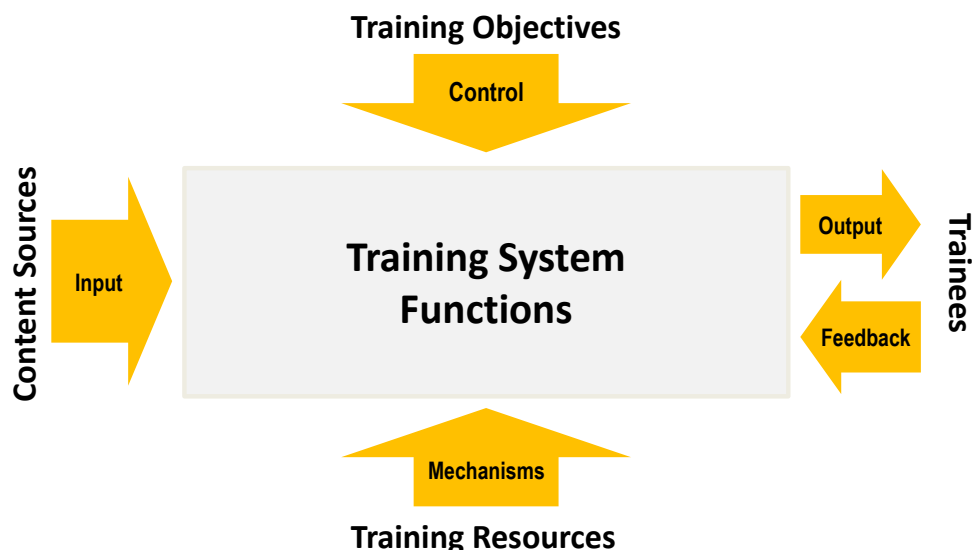 Training Objectives
Control
Content Sources
Input
Training System
Functions
Output
Feedback
Trainees
Mechanisms
Training Resources